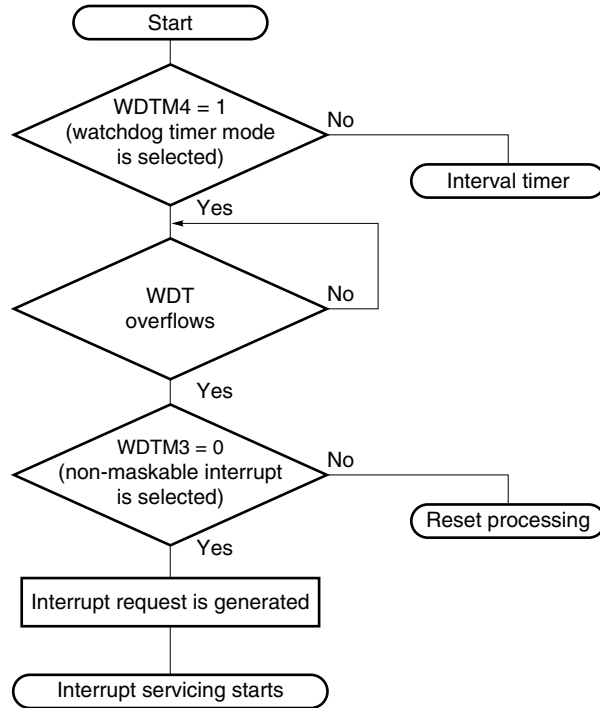 Start
WDTM4 = 1
(watchdog timer mode
is selected)
No
Interval timer
Yes
WDT
overflows
No
Yes
WDTM3 = 0
(non-maskable interrupt
is selected)
No
Reset processing
Yes
Interrupt request is generated
Interrupt servicing starts